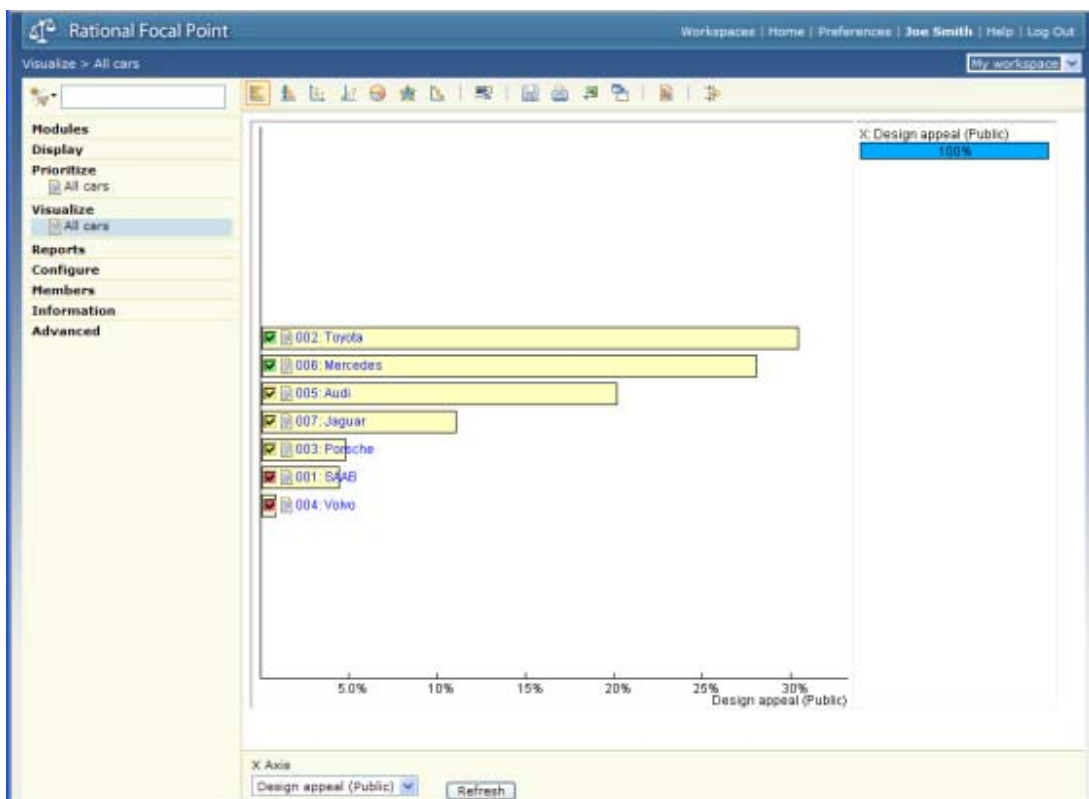 Rational Focal Point
Workspaces | Home | Preferences | Joe Smith | Help | Log Out
Visualize > All cars
My workspace
Modules
Display
Prioritize
All cars
Visualize
All cars
Reports
Configure
Members
Information
Advanced
X: Design appeal (Public)
100%
002: Toyota
006: Mercedes
005: Audi
007: Jaguar
003: Porsche
001: SAAB
004: Volvo
5.0% 10% 15% 20% 25% 30%
Design appeal (Public)
X Axis
Design appeal (Public)
Refresh